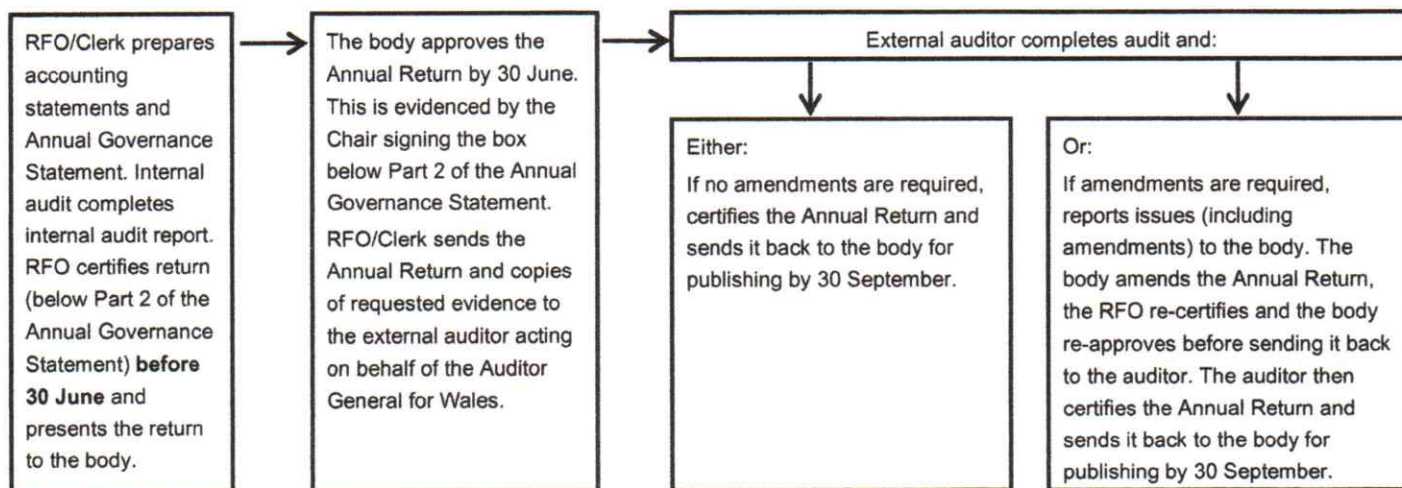 RFO/Clerk prepares
accounting
statements and
Annual Governance
Statement. Internal
audit completes
internal audit report.
RFO certifies return
(below Part 2 of the
Annual Governance
Statement) before
30 June and
presents the return
to the body.
The body approves the
Annual Return by 30 June.
This is evidenced by the
Chair signing the box
below Part 2 of the Annual
Governance Statement.
RFO/Clerk sends the
Annual Return and copies
of requested evidence to
the external auditor acting
on behalf of the Auditor
General for Wales.
External auditor completes audit and:
Either:
If no amendments are required,
certifies the Annual Return and
sends it back to the body for
publishing by 30 September.
Or:
If amendments are required,
reports issues (including
amendments) to the body. The
body amends the Annual Return,
the RFO re-certifies and the body
re-approves before sending it back
to the auditor. The auditor then
certifies the Annual Return and
sends it back to the body for
publishing by 30 September.